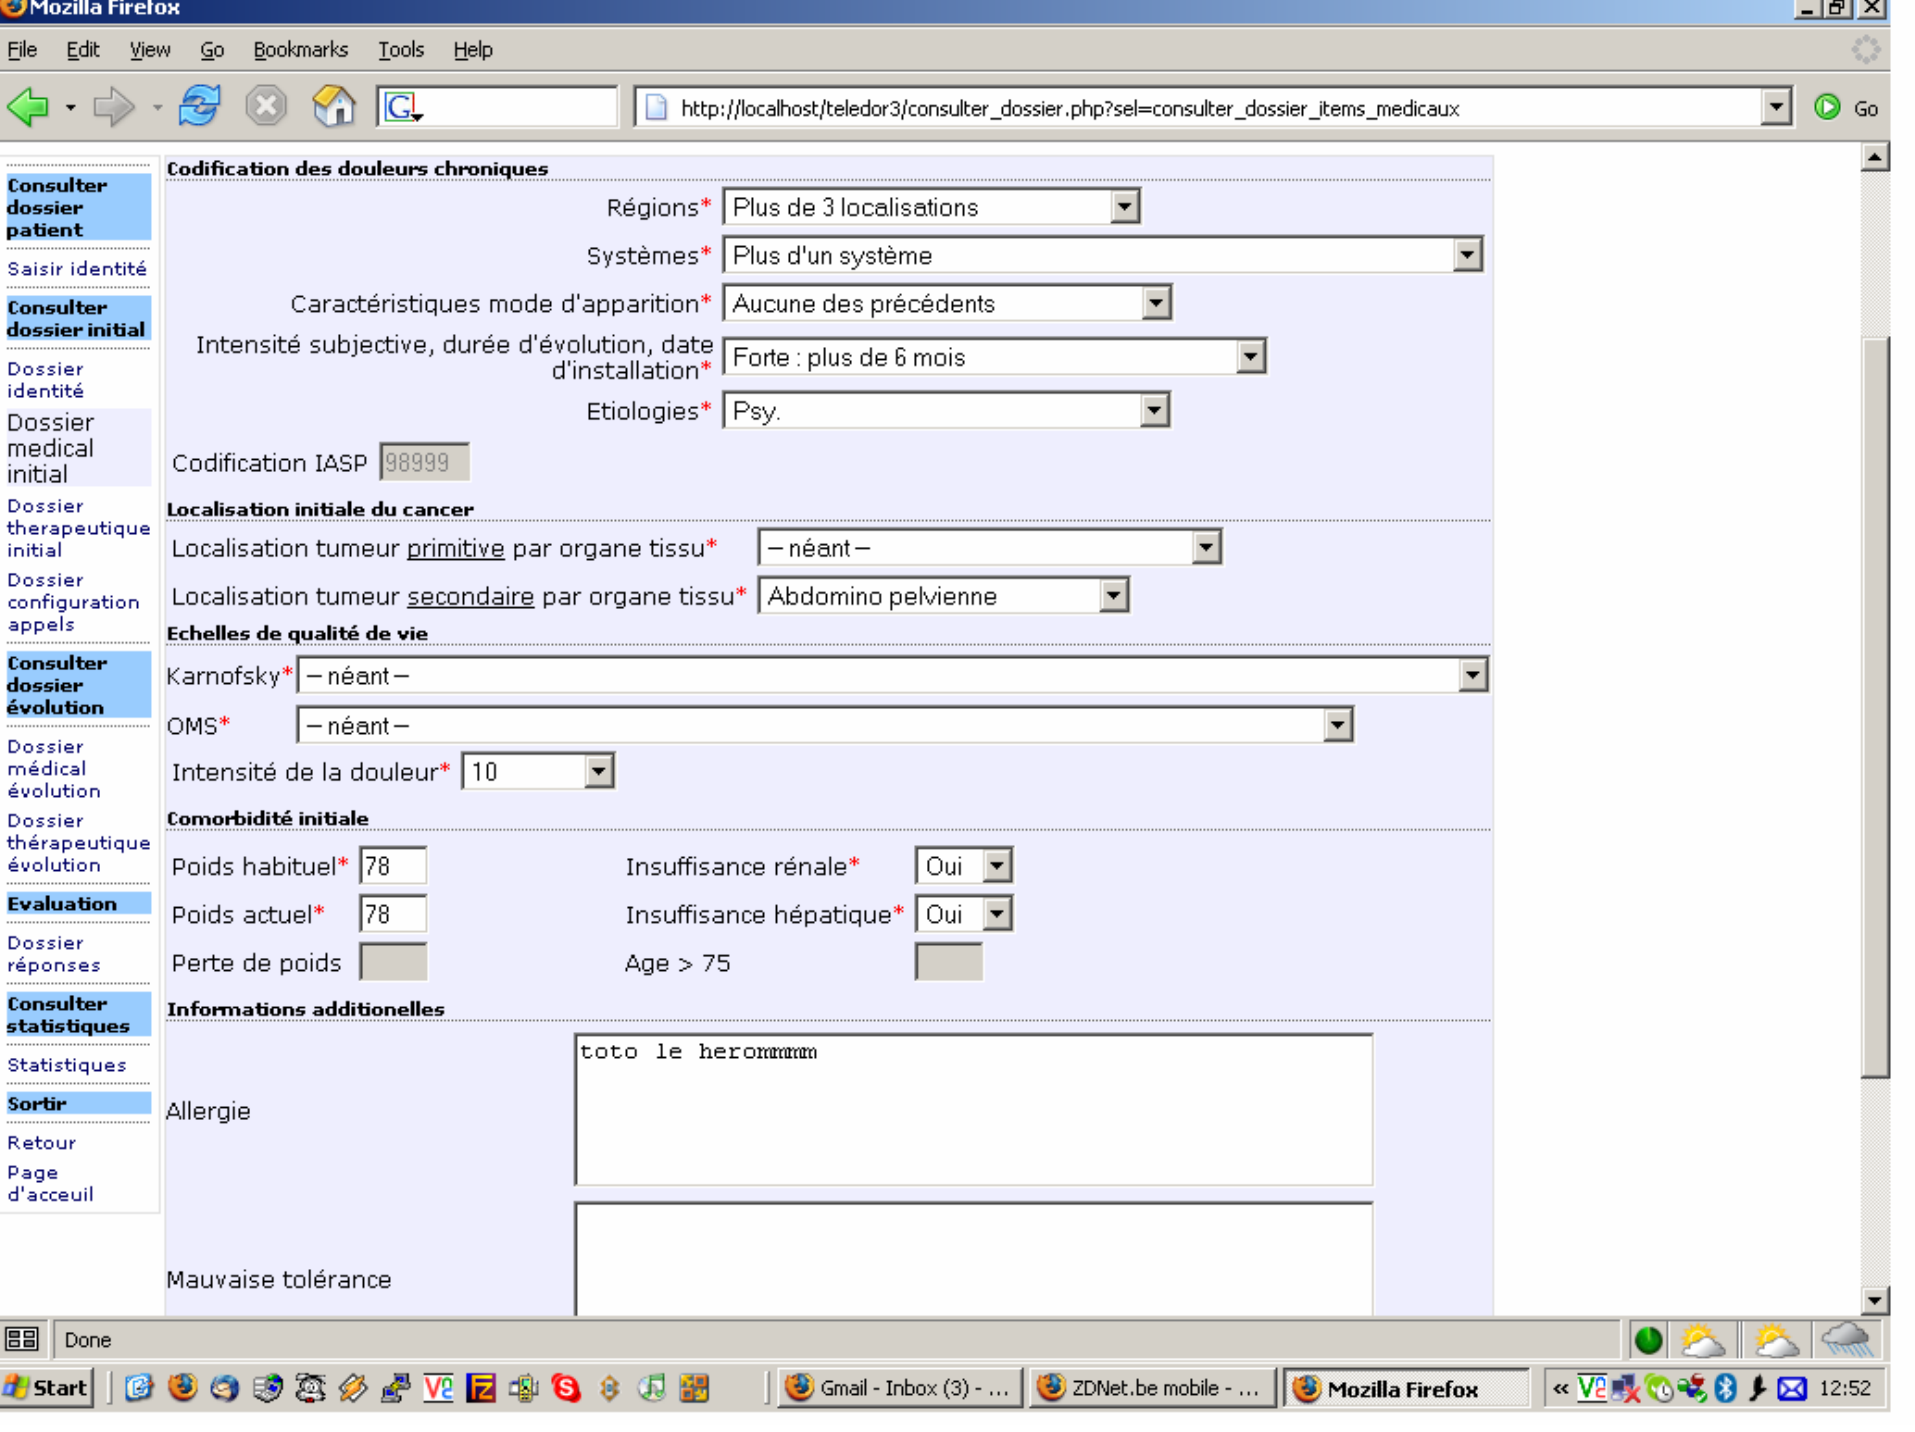 Mozilla Firefox
File Edit View Go Bookmarks Tools Help
http://localhost/teledor3/consulter_dossier.php?sel=consulter_dossier_items_medicaux
Go
Consulter
dossier
patient
Saisir identité
Consulter
dossier initial
Dossier
identité
Dossier
medical
initial
Dossier
therapeutique
initial
Dossier
configuration
appels
Consulter
dossier
évolution
Dossier
médical
évolution
Dossier
thérapeutique
évolution
Evaluation
Dossier
réponses
Consulter
statistiques
Statistiques
Sortir
Retour
Page
d'acceuil
Codification des douleurs chroniques
Régions* Plus de 3 localisations
Systèmes* Plus d'un système
Caractéristiques mode d'apparition* Aucune des précédents
Intensité subjective, durée d'évolution, date
d'installation* Forte : plus de 6 mois
Etiologies* Psy.
Codification IASP 98999
Localisation initiale du cancer
Localisation tumeur primitive par organe tissu* – néant –
Localisation tumeur secondaire par organe tissu* Abdomino pelvienne
Echelles de qualité de vie
Karnofsky* – néant –
OMS* – néant –
Intensité de la douleur* 10
Comorbidité initiale
Poids habituel* 78 Insuffisance rénale* Oui
Poids actuel* 78 Insuffisance hépatique* Oui
Perte de poids Age > 75
Informations additionelles
Allergie
toto le herommmm
Mauvaise tolérance
Done
Start Gmail - Inbox (3) - ... ZDNet.be mobile - ... Mozilla Firefox « 12:52